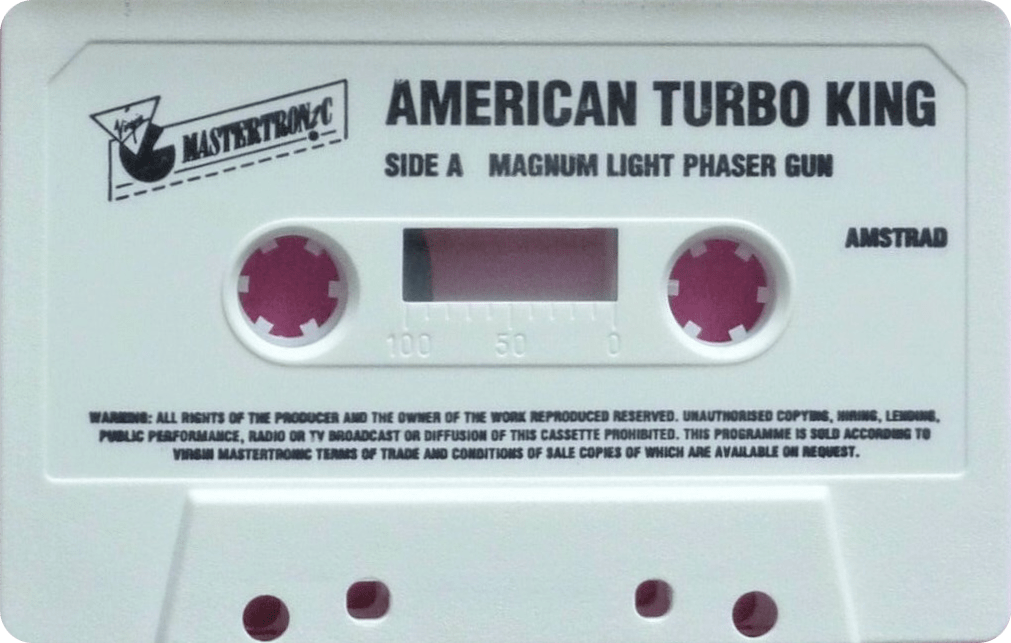 AMERICAN TURBO KING
Virgin
MASTERTRONIC
SIDE A MAGNUM LIGHT PHASER GUN
AMSTRAD
100 50 0
WARNING: ALL RIGHTS OF THE PRODUCER AND THE OWNER OF THE WORK REPRODUCED RESERVED. UNAUTHORISED COPYING, HIRING, LENDING,
PUBLIC PERFORMANCE, RADIO OR TV BROADCAST OR DIFFUSION OF THIS CASSETTE PROHIBITED. THIS PROGRAMME IS SOLD ACCORDING TO
VIRGIN MASTERTRONIC TERMS OF TRADE AND CONDITIONS OF SALE COPIES OF WHICH ARE AVAILABLE ON REQUEST.